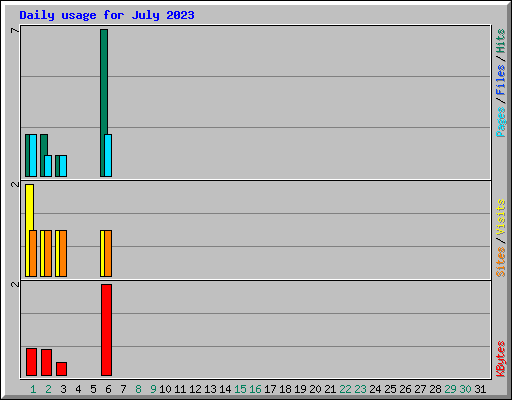 Daily usage for July 2023
7
2
2
Pages / Files / Hits
Sites / Visits
KBytes
1 2 3 4 5 6 7 8 9 10 11 12 13 14 15 16 17 18 19 20 21 22 23 24 25 26 27 28 29 30 31